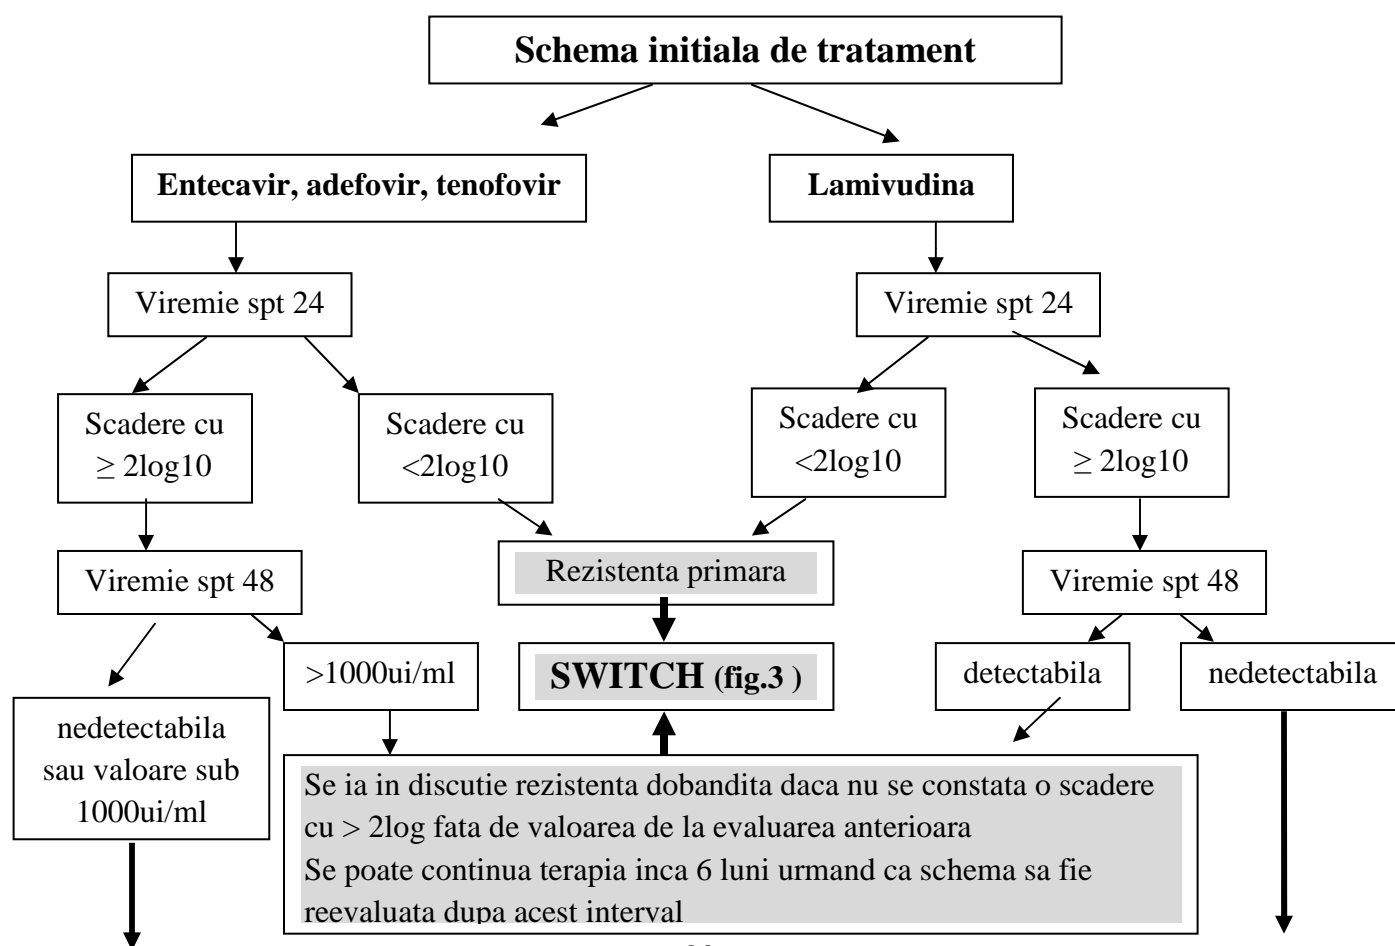 Schema initiala de tratament
Entecavir, adefovir, tenofovir
Lamivudina
Viremie spt 24
Viremie spt 24
Scadere cu
≥ 2log10
Scadere cu
<2log10
Scadere cu
<2log10
Scadere cu
≥ 2log10
Viremie spt 48
Rezistenta primara
Viremie spt 48
>1000ui/ml
SWITCH (fig.3 )
detectabila
nedetectabila
nedetectabila
sau valoare sub
1000ui/ml
Se ia in discutie rezistenta dobandita daca nu se constata o scadere
cu > 2log fata de valoarea de la evaluarea anterioara
Se poate continua terapia inca 6 luni urmand ca schema sa fie
reevaluata dupa acest interval